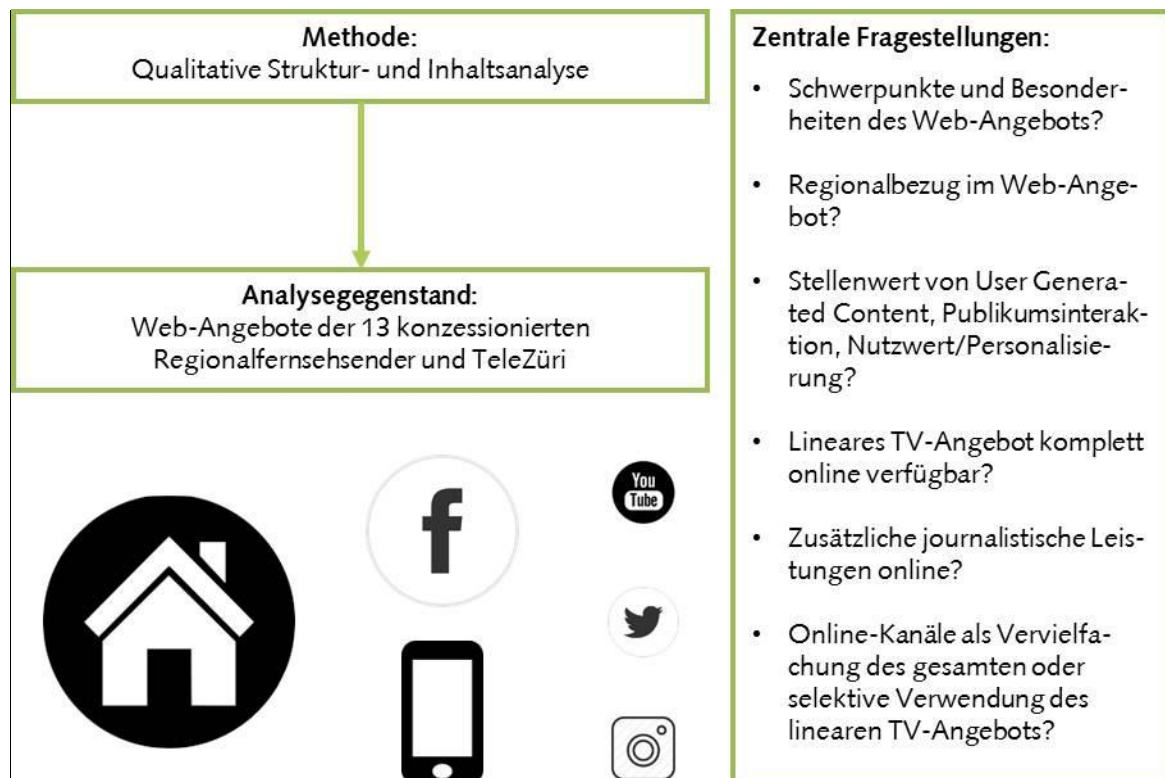 Methode:
Qualitative Struktur- und Inhaltsanalyse
Analysegegenstand:
Web-Angebote der 13 konzessionierten
Regionalfernsehsender und TeleZüri
You
Tube
Zentrale Fragestellungen:
• Schwerpunkte und Besonder-
heiten des Web-Angebots?
• Regionalbezug im Web-Ange-
bot?
• Stellenwert von User Genera-
ted Content, Publikumsinterak-
tion, Nutzwert/Personalisie-
rung?
• Lineares TV-Angebot komplett
online verfügbar?
• Zusätzliche journalistische Leis-
tungen online?
• Online-Kanäle als Vervielfa-
chung des gesamten oder
selektive Verwendung des
linearen TV-Angebots?